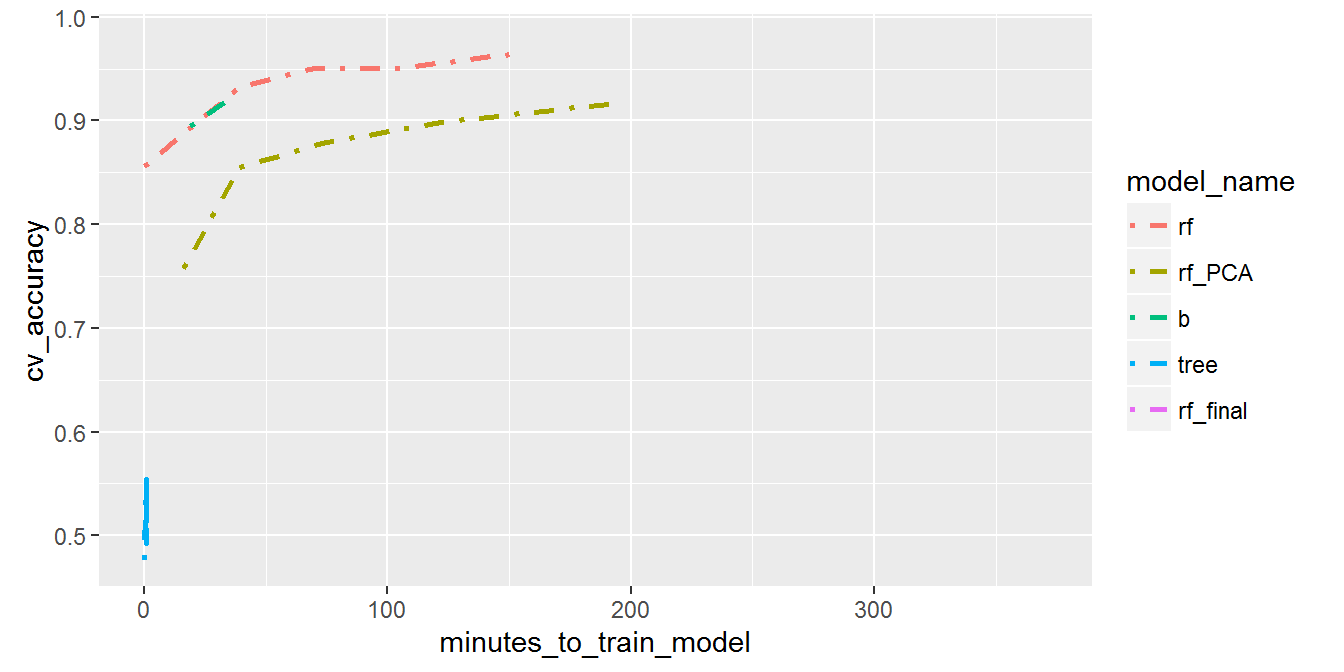 1.0
0.9
0.8
0.7
0.6
0.5
cv_accuracy
0 100 200 300
minutes_to_train_model
model_name
rf
rf_PCA
b
tree
rf_final